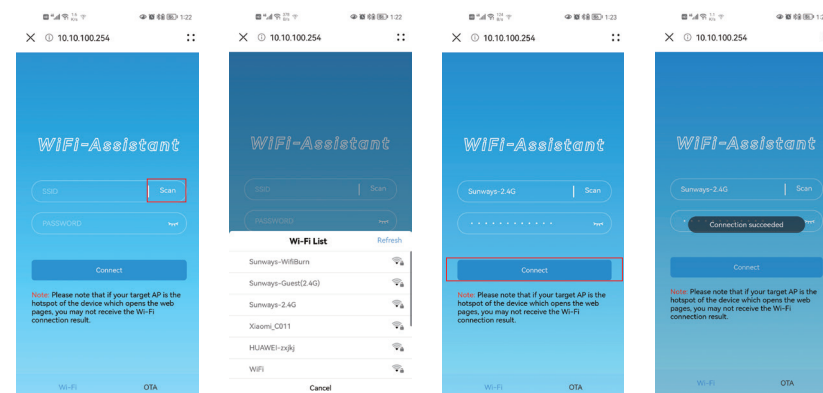 1:22
10.10.100.254
WiFi-Assistant
SSID
Scan
PASSWORD
Connect
Note: Please note that if your target AP is the
hotspot of the device which opens the web
pages, you may not receive the Wi-Fi
connection result.
Wi-Fi
OTA
1:22
10.10.100.254
WiFi-Assistant
SSID
Scan
PASSWORD
Wi-Fi List
Refresh
Sunways-WifiBurn
Sunways-Guest(2.4G)
Sunways-2.4G
Xiaomi_C011
HUAWEI-zxjkj
WiFi
Cancel
1:23
10.10.100.254
WiFi-Assistant
Sunways-2.4G
Scan
Connect
Note: Please note that if your target AP is the
hotspot of the device which opens the web
pages, you may not receive the Wi-Fi
connection result.
Wi-Fi
OTA
10.10.100.254
WiFi-Assistant
Sunways-2.4G
Scan
Connection succeeded
Connect
Note: Please note that if your target AP is the
hotspot of the device which opens the web
pages, you may not receive the Wi-Fi
connection result.
Wi-Fi
OTA